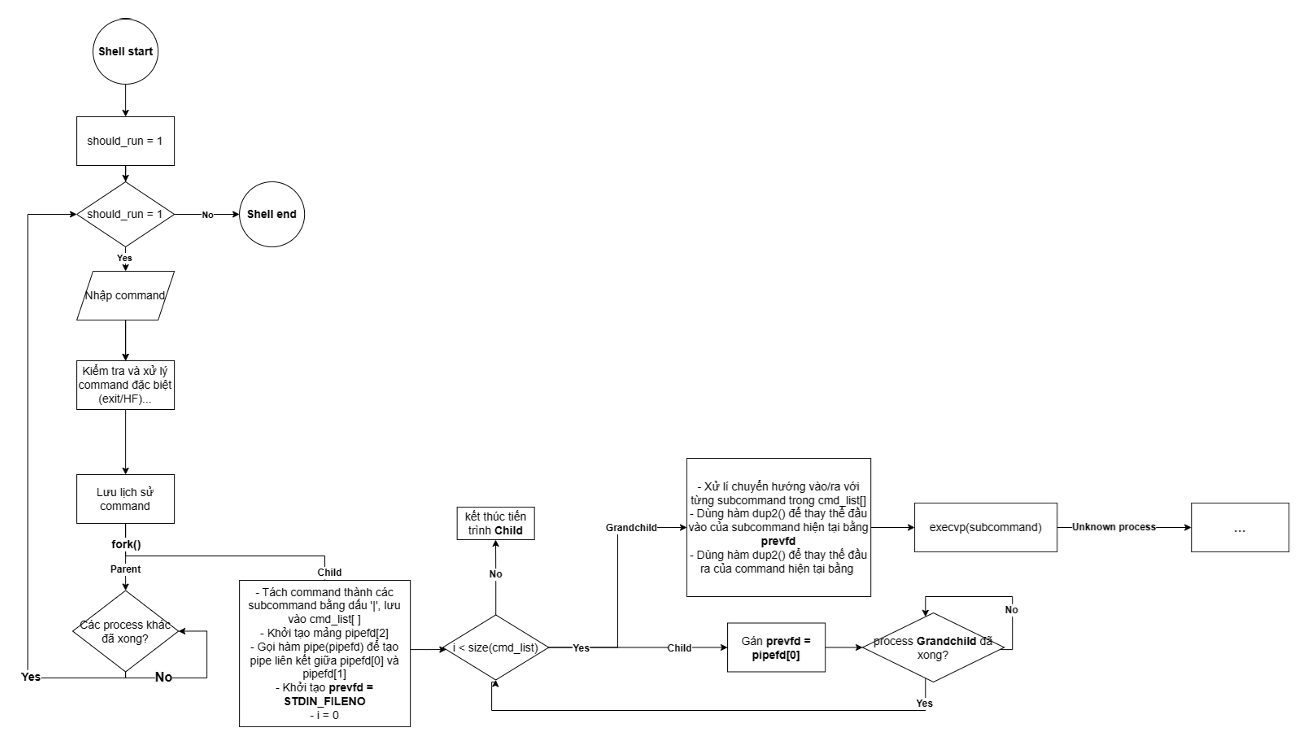 Shell start
should_run = 1
should_run = 1
No
Shell end
Yes
Nhập command
Kiểm tra và xử lý
command đặc biệt
(exit/HF)...
Lưu lịch sử
command
fork()
Parent
Child
Các process khác
đã xong?
Yes
No
- Tách command thành các
subcommand bằng dấu '|', lưu
vào cmd_list[ ]
- Khởi tạo mảng pipefd[2]
- Gọi hàm pipe(pipefd) để tạo
pipe liên kết giữa pipefd[0] và
pipefd[1]
- Khởi tạo prevfd =
STDIN_FILENO
- i = 0
i < size(cmd_list)
No
kết thúc tiến
trình Child
Yes
Grandchild
- Xử lí chuyển hướng vào/ra với
từng subcommand trong cmd_list[]
- Dùng hàm dup2() để thay thế đầu
vào của subcommand hiện tại bằng
prevfd
- Dùng hàm dup2() để thay thế đầu
ra của command hiện tại bằng
execvp(subcommand)
Unknown process
...
Child
Gán prevfd =
pipefd[0]
process Grandchild đã
xong?
No
Yes